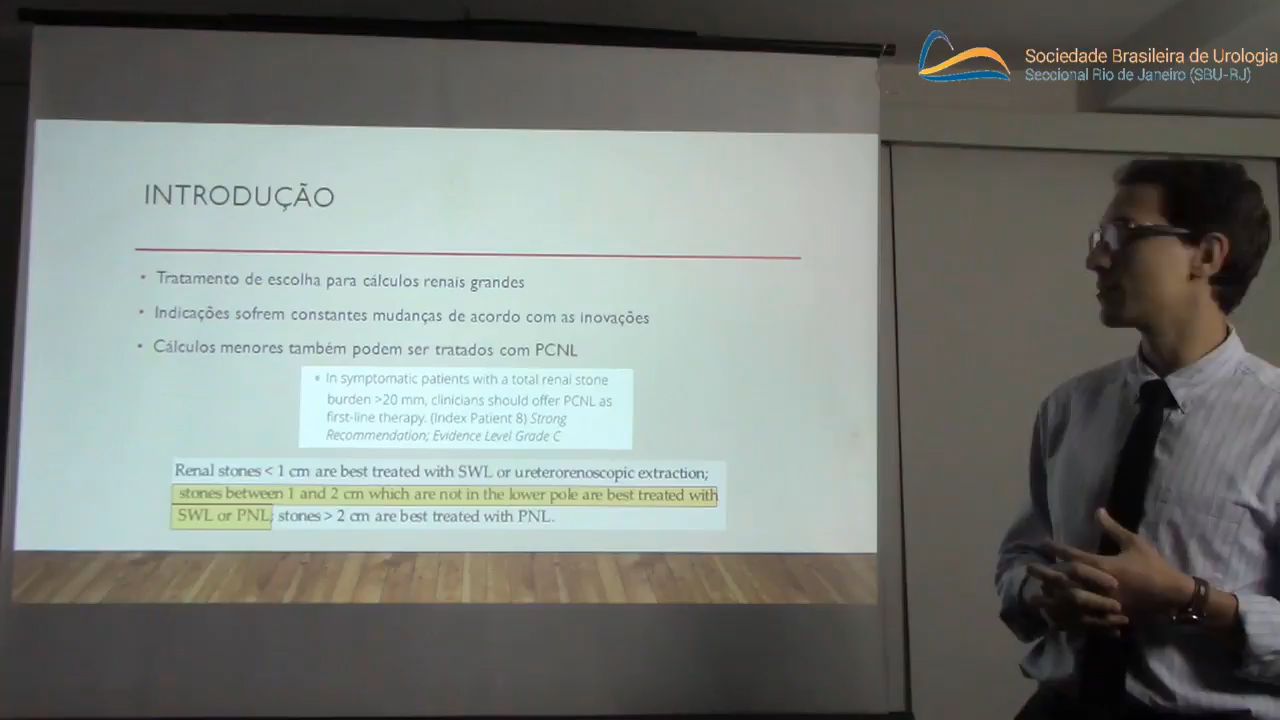 Sociedade Brasileira de Urologia
Seccional Rio de Janeiro (SBU-RJ)
INTRODUÇÃO
• Tratamento de escolha para cálculos renais grandes
• Indicações sofrem constantes mudanças de acordo com as inovações
• Cálculos menores também podem ser tratados com PCNL
• In symptomatic patients with a total renal stone
burden >20 mm, clinicians should offer PCNL as
first-line therapy. (Index Patient 8) Strong
Recommendation; Evidence Level Grade C
Renal stones < 1 cm are best treated with SWL or ureterorenoscopic extraction;
stones between 1 and 2 cm which are not in the lower pole are best treated with
SWL or PNL; stones > 2 cm are best treated with PNL.